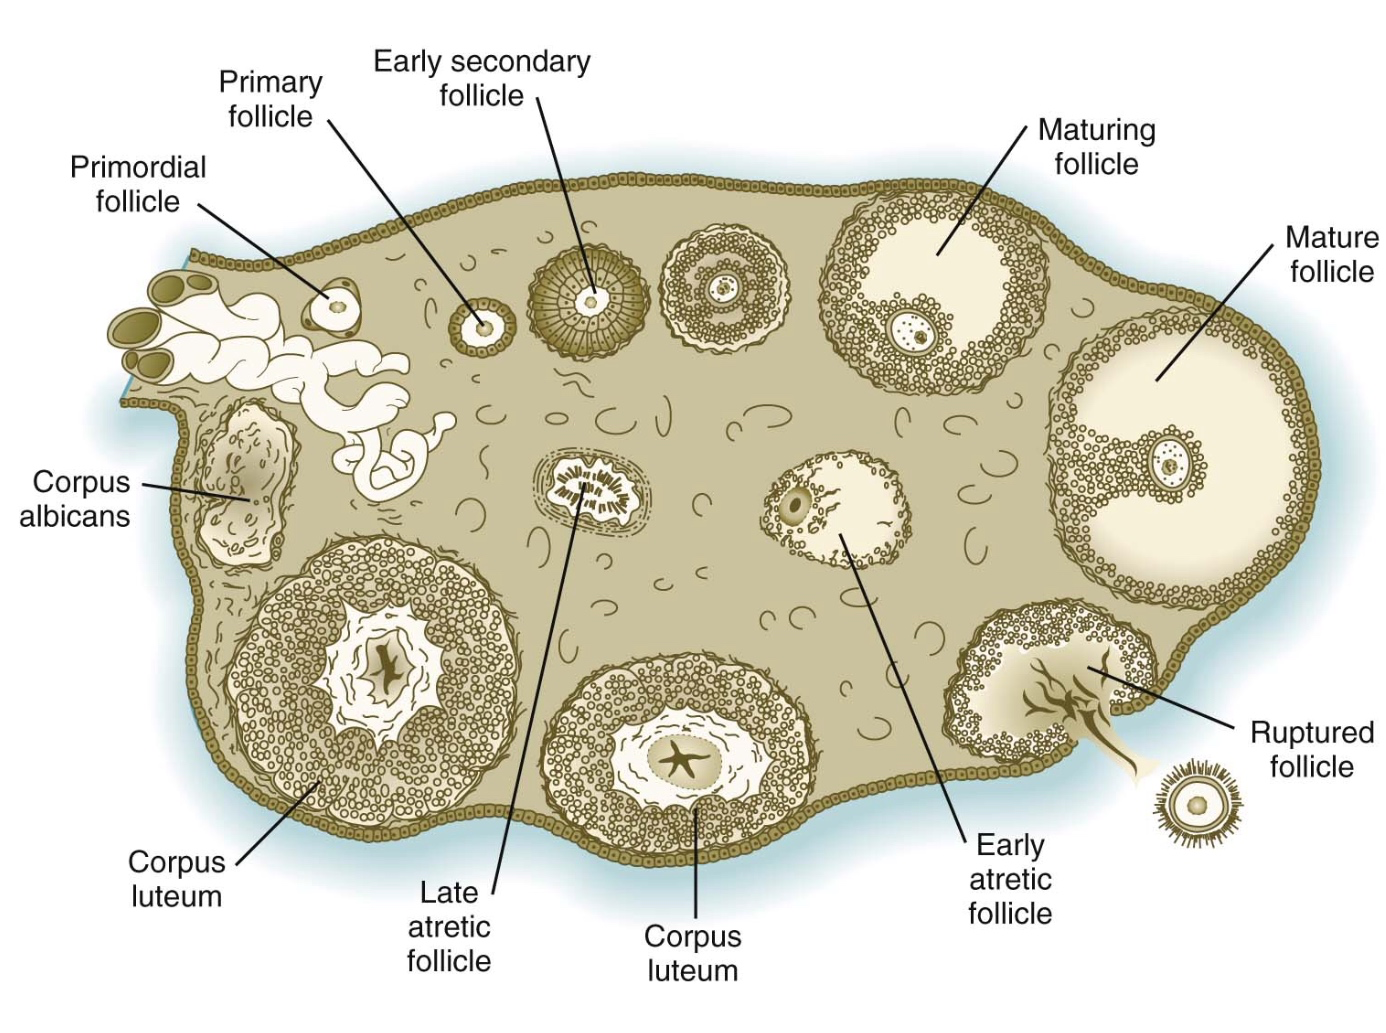 Early secondary
follicle
Primary
follicle
Primordial
follicle
Maturing
follicle
Mature
follicle
Corpus
albicans
Ruptured
follicle
Corpus
luteum
Late
atretic
follicle
Corpus
luteum
Early
atretic
follicle